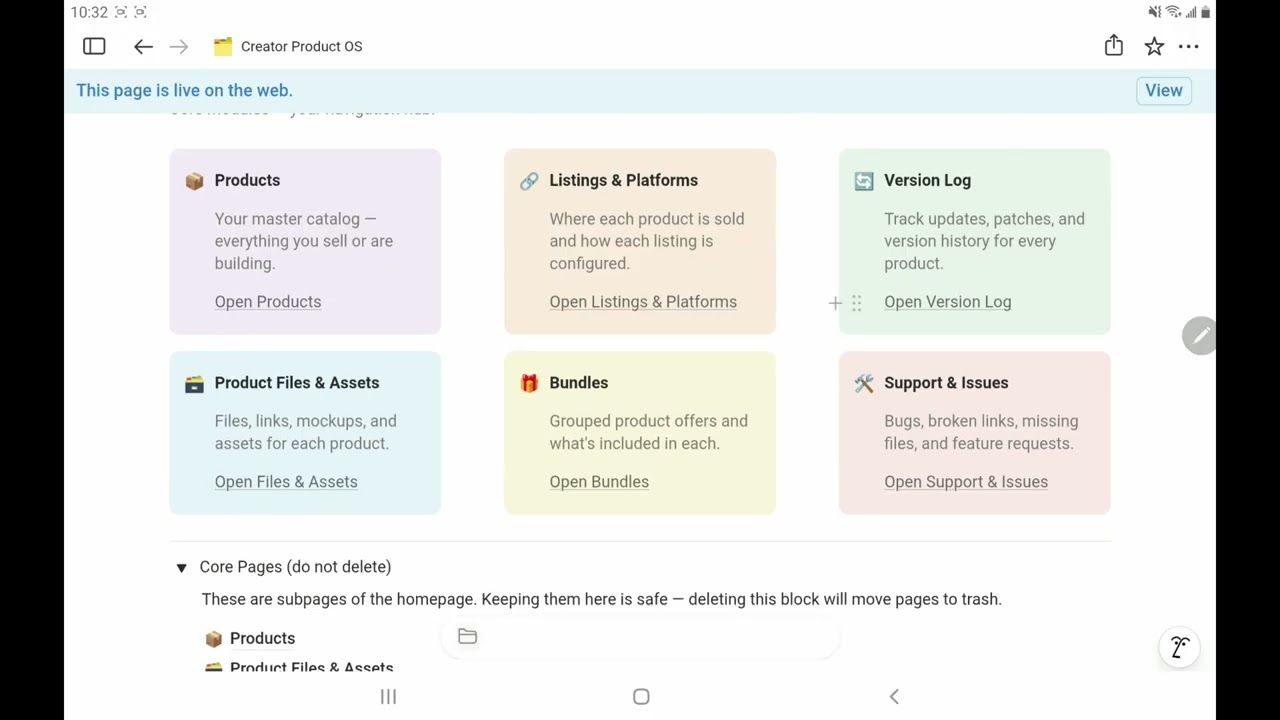 10:32
Creator Product OS
This page is live on the web.
View
Core modules — your navigation hub.
Products
Your master catalog —
everything you sell or are
building.
Open Products
Listings & Platforms
Where each product is sold
and how each listing is
configured.
Open Listings & Platforms
Version Log
Track updates, patches, and
version history for every
product.
Open Version Log
Product Files & Assets
Files, links, mockups, and
assets for each product.
Open Files & Assets
Bundles
Grouped product offers and
what's included in each.
Open Bundles
Support & Issues
Bugs, broken links, missing
files, and feature requests.
Open Support & Issues
Core Pages (do not delete)
These are subpages of the homepage. Keeping them here is safe — deleting this block will move pages to trash.
Products
Product Files & Assets